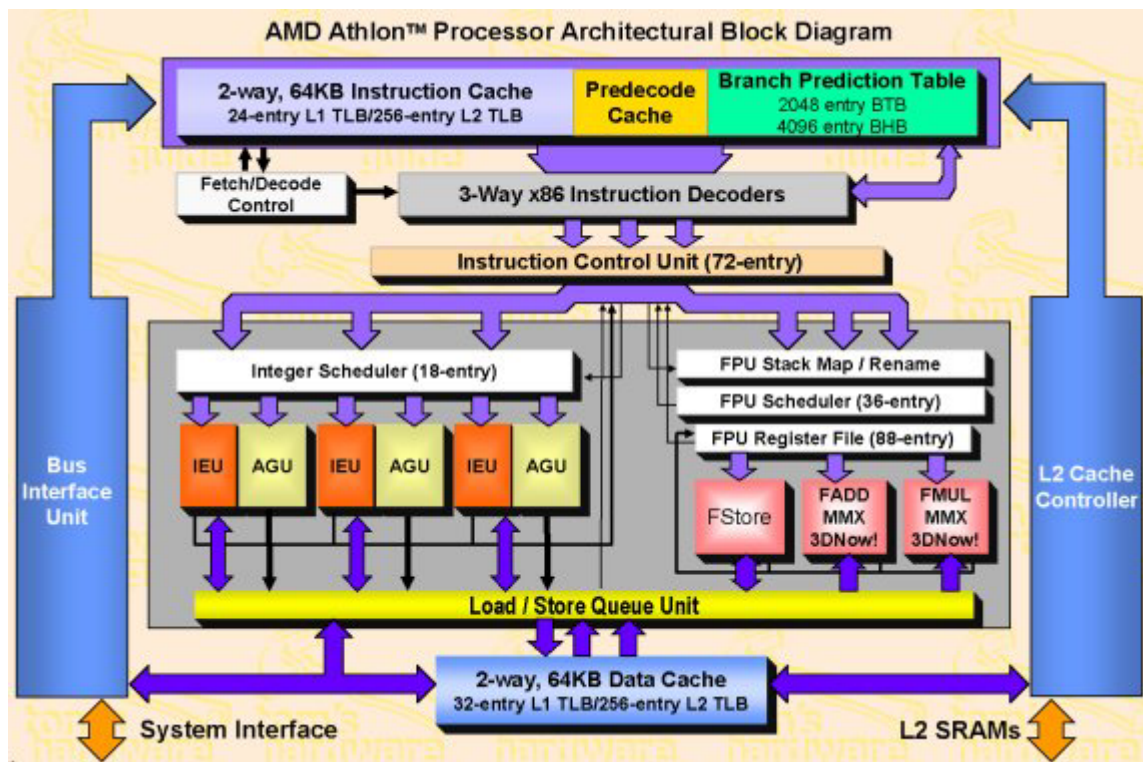 AMD Athlon™ Processor Architectural Block Diagram
2-way, 64KB Instruction Cache
24-entry L1 TLB/256-entry L2 TLB
Predecode
Cache
Branch Prediction Table
2048 entry BTB
4096 entry BHB
Fetch/Decode
Control
3-Way x86 Instruction Decoders
Instruction Control Unit (72-entry)
Integer Scheduler (18-entry)
FPU Stack Map / Rename
FPU Scheduler (36-entry)
FPU Register File (88-entry)
Bus
Interface
Unit
IEU
AGU
IEU
AGU
IEU
AGU
FStore
FADD
MMX
3DNow!
FMUL
MMX
3DNow!
L2 Cache
Controller
Load / Store Queue Unit
2-way, 64KB Data Cache
32-entry L1 TLB/256-entry L2 TLB
System Interface
L2 SRAMs
tom's
hardware